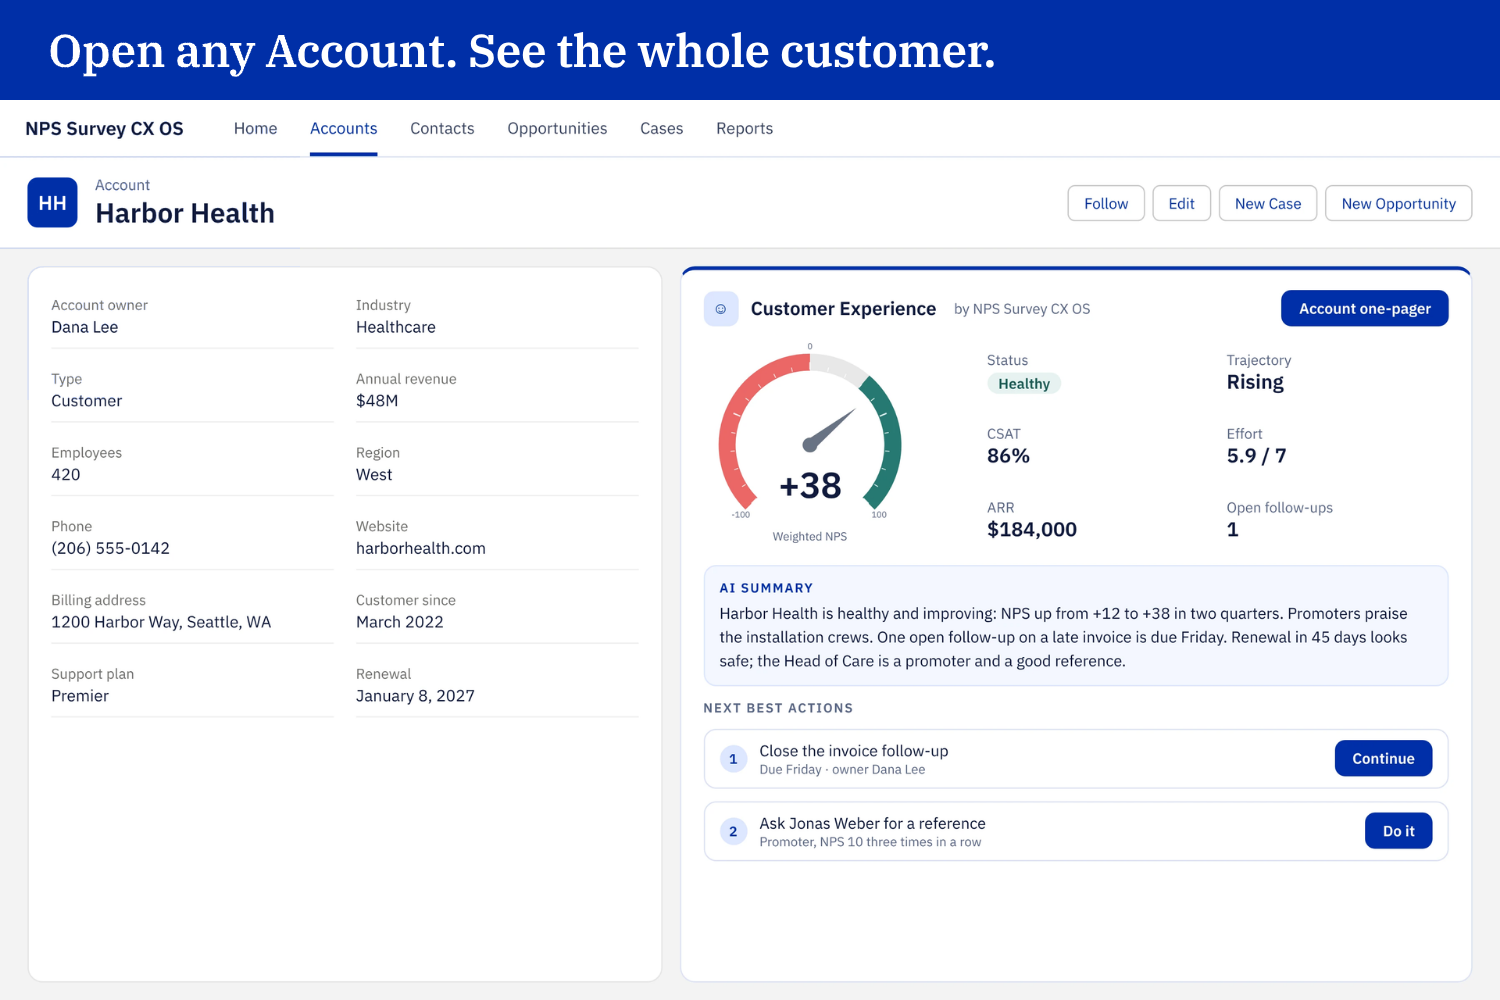 Open any Account. See the whole customer.
NPS Survey CX OS
Home
Accounts
Contacts
Opportunities
Cases
Reports
HH
Account
Harbor Health
Follow
Edit
New Case
New Opportunity
Account owner
Dana Lee
Industry
Healthcare
Type
Customer
Annual revenue
$48M
Employees
420
Region
West
Phone
(206) 555-0142
Website
harborhealth.com
Billing address
1200 Harbor Way, Seattle, WA
Customer since
March 2022
Support plan
Premier
Renewal
January 8, 2027
Customer Experience
by NPS Survey CX OS
Account one-pager
0
-100
100
+38
Weighted NPS
Status
Healthy
Trajectory
Rising
CSAT
86%
Effort
5.9 / 7
ARR
$184,000
Open follow-ups
1
AI SUMMARY
Harbor Health is healthy and improving: NPS up from +12 to +38 in two quarters. Promoters praise
the installation crews. One open follow-up on a late invoice is due Friday. Renewal in 45 days looks
safe; the Head of Care is a promoter and a good reference.
NEXT BEST ACTIONS
1
Close the invoice follow-up
Due Friday · owner Dana Lee
Continue
2
Ask Jonas Weber for a reference
Promoter, NPS 10 three times in a row
Do it